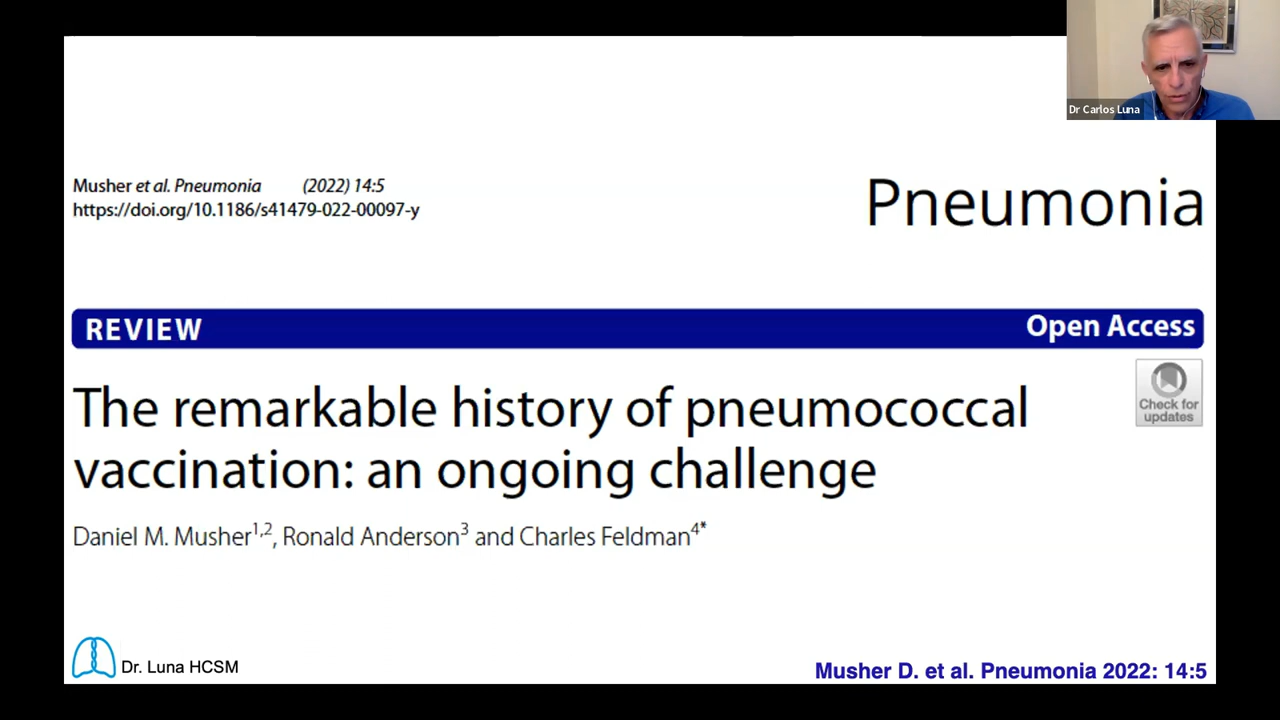 Dr Carlos Luna
Musher et al. Pneumonia (2022) 14:5
https://doi.org/10.1186/s41479-022-00097-y
Pneumonia
REVIEW
Open Access
The remarkable history of pneumococcal
vaccination: an ongoing challenge
Check for
updates
Daniel M. Musher1,2, Ronald Anderson3 and Charles Feldman4*
Dr. Luna HCSM
Musher D. et al. Pneumonia 2022: 14:5